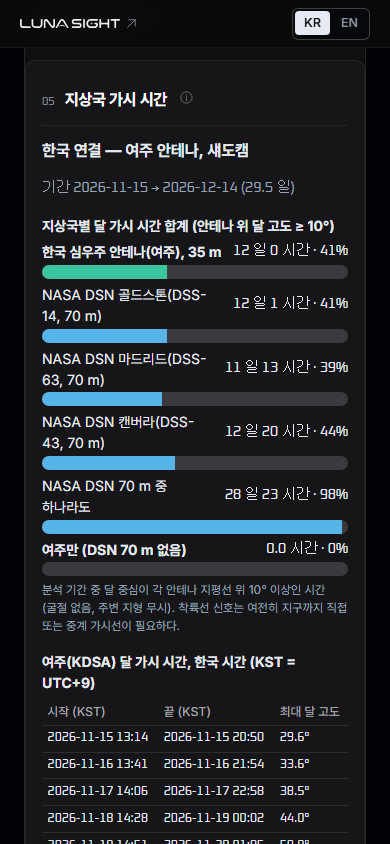 LUNA SIGHT ↗
KR EN
05 지상국 가시 시간 ⓘ
한국 연결 — 여주 안테나, 섀도캠
기간 2026-11-15 → 2026-12-14 (29.5 일)
지상국별 달 가시 시간 합계 (안테나 위 달 고도 ≥ 10°)
한국 심우주 안테나(여주), 35 m 12 일 0 시간 · 41%
NASA DSN 골드스톤(DSS-
14, 70 m) 12 일 1 시간 · 41%
NASA DSN 마드리드(DSS-
63, 70 m) 11 일 13 시간 · 39%
NASA DSN 캔버라(DSS-
43, 70 m) 12 일 20 시간 · 44%
NASA DSN 70 m 중
하나라도 28 일 23 시간 · 98%
여주만 (DSN 70 m 없음) 0.0 시간 · 0%
분석 기간 중 달 중심이 각 안테나 지평선 위 10° 이상인 시간
(굴절 없음, 주변 지형 무시). 착륙선 신호는 여전히 지구까지 직접
또는 중계 가시선이 필요하다.
여주(KDSA) 달 가시 시간, 한국 시간 (KST =
UTC+9)
시작 (KST) 끝 (KST) 최대 달 고도
2026-11-15 13:14 2026-11-15 20:50 29.6°
2026-11-16 13:41 2026-11-16 21:54 33.6°
2026-11-17 14:06 2026-11-17 22:58 38.5°
2026-11-18 14:28 2026-11-19 00:02 44.0°